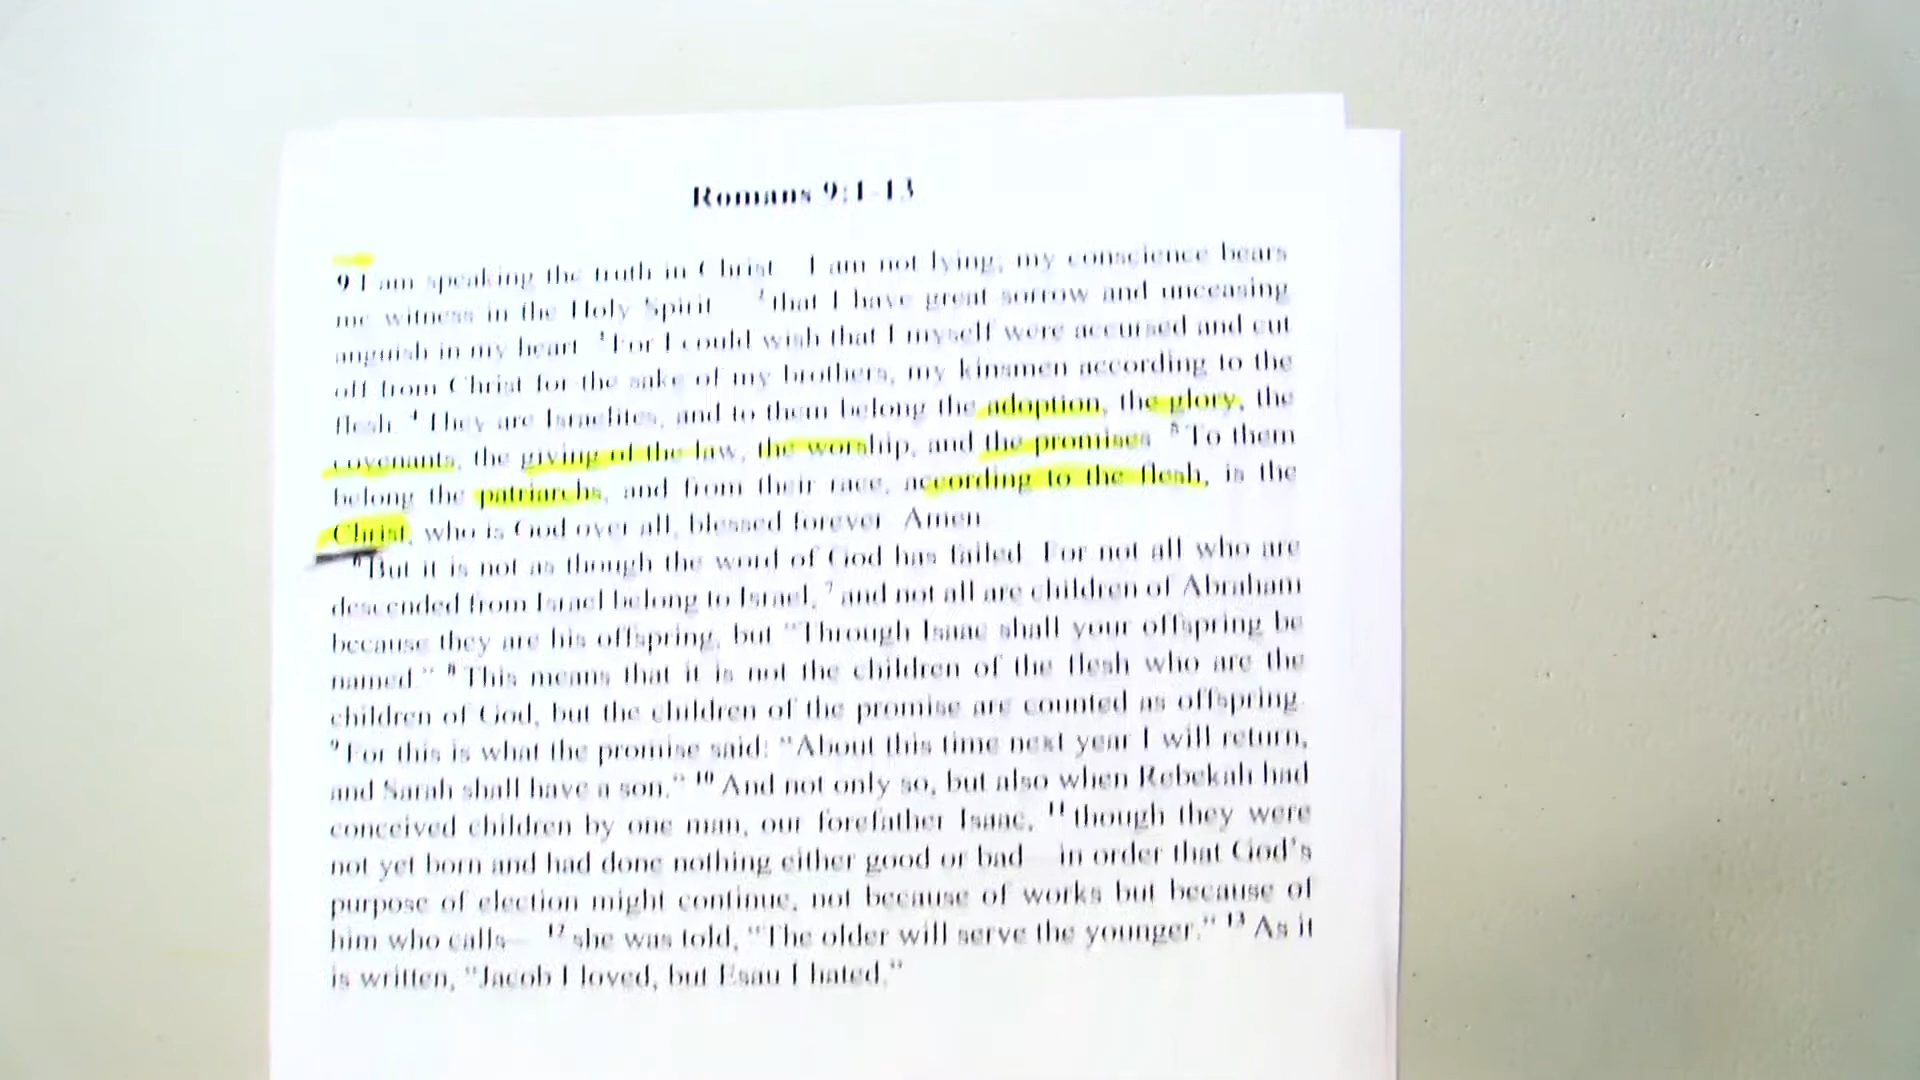 Romans 9:1-13
9 I am speaking the truth in Christ I am not lying; my conscience bears
me witness in the Holy Spirit 2 that I have great sorrow and unceasing
anguish in my heart 3 For I could wish that I myself were accursed and cut
off from Christ for the sake of my brothers, my kinsmen according to the
flesh. 4 They are Israelites, and to them belong the adoption, the glory, the
covenants, the giving of the law, the worship, and the promises 5 To them
belong the patriarchs, and from their race, according to the flesh, is the
Christ, who is God over all, blessed forever Amen
6 But it is not as though the word of God has failed For not all who are
descended from Israel belong to Israel, 7 and not all are children of Abraham
because they are his offspring, but "Through Isaac shall your offspring be
named" 8 This means that it is not the children of the flesh who are the
children of God, but the children of the promise are counted as offspring.
9 For this is what the promise said: "About this time next year I will return,
and Sarah shall have a son." 10 And not only so, but also when Rebekah had
conceived children by one man, our forefather Isaac, 11 though they were
not yet born and had done nothing either good or bad in order that God's
purpose of election might continue, not because of works but because of
him who calls— 12 she was told, "The older will serve the younger." 13 As it
is written, "Jacob I loved, but Esau I hated."